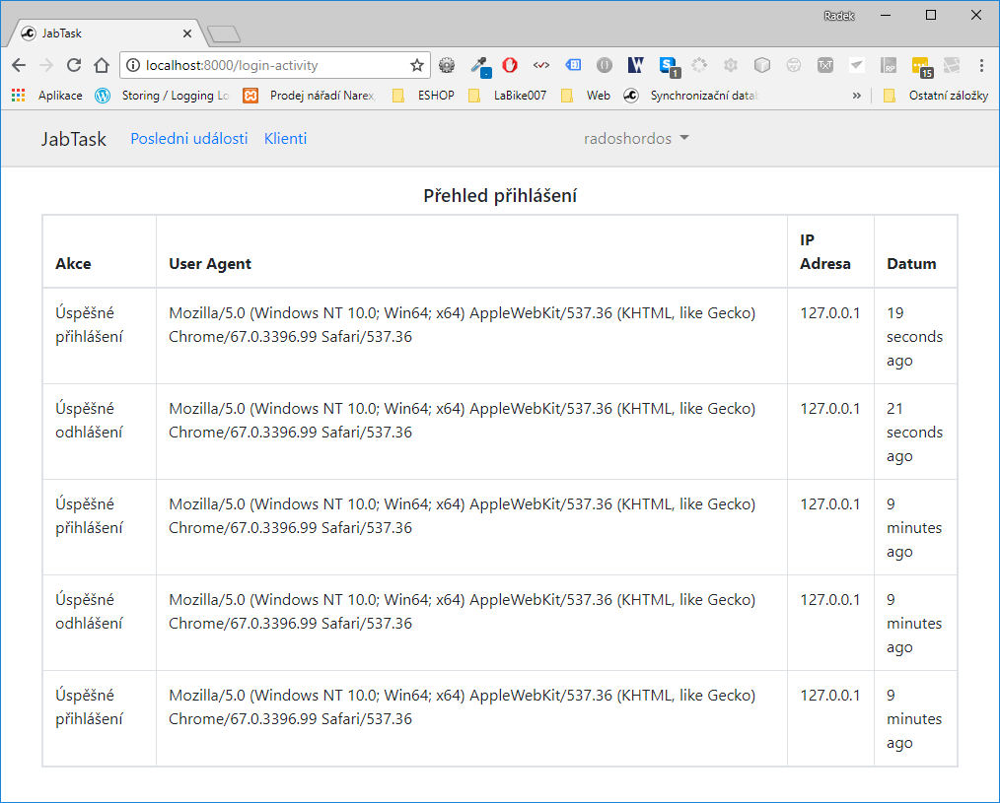 Radek
JabTask
localhost:8000/login-activity
1
TxT
RP
15
Aplikace
Storing / Logging Lo
Prodej nářadí Narex,
ESHOP
LaBike007
Web
Synchronizační datab
»
Ostatní záložky
JabTask
Posledni události
Klienti
radoshordos
Přehled přihlášení
Akce
User Agent
IP
Adresa
Datum
Úspěšné
přihlášení
Mozilla/5.0 (Windows NT 10.0; Win64; x64) AppleWebKit/537.36 (KHTML, like Gecko)
Chrome/67.0.3396.99 Safari/537.36
127.0.0.1
19
seconds
ago
Úspěšné
odhlášení
Mozilla/5.0 (Windows NT 10.0; Win64; x64) AppleWebKit/537.36 (KHTML, like Gecko)
Chrome/67.0.3396.99 Safari/537.36
127.0.0.1
21
seconds
ago
Úspěšné
přihlášení
Mozilla/5.0 (Windows NT 10.0; Win64; x64) AppleWebKit/537.36 (KHTML, like Gecko)
Chrome/67.0.3396.99 Safari/537.36
127.0.0.1
9
minutes
ago
Úspěšné
odhlášení
Mozilla/5.0 (Windows NT 10.0; Win64; x64) AppleWebKit/537.36 (KHTML, like Gecko)
Chrome/67.0.3396.99 Safari/537.36
127.0.0.1
9
minutes
ago
Úspěšné
přihlášení
Mozilla/5.0 (Windows NT 10.0; Win64; x64) AppleWebKit/537.36 (KHTML, like Gecko)
Chrome/67.0.3396.99 Safari/537.36
127.0.0.1
9
minutes
ago